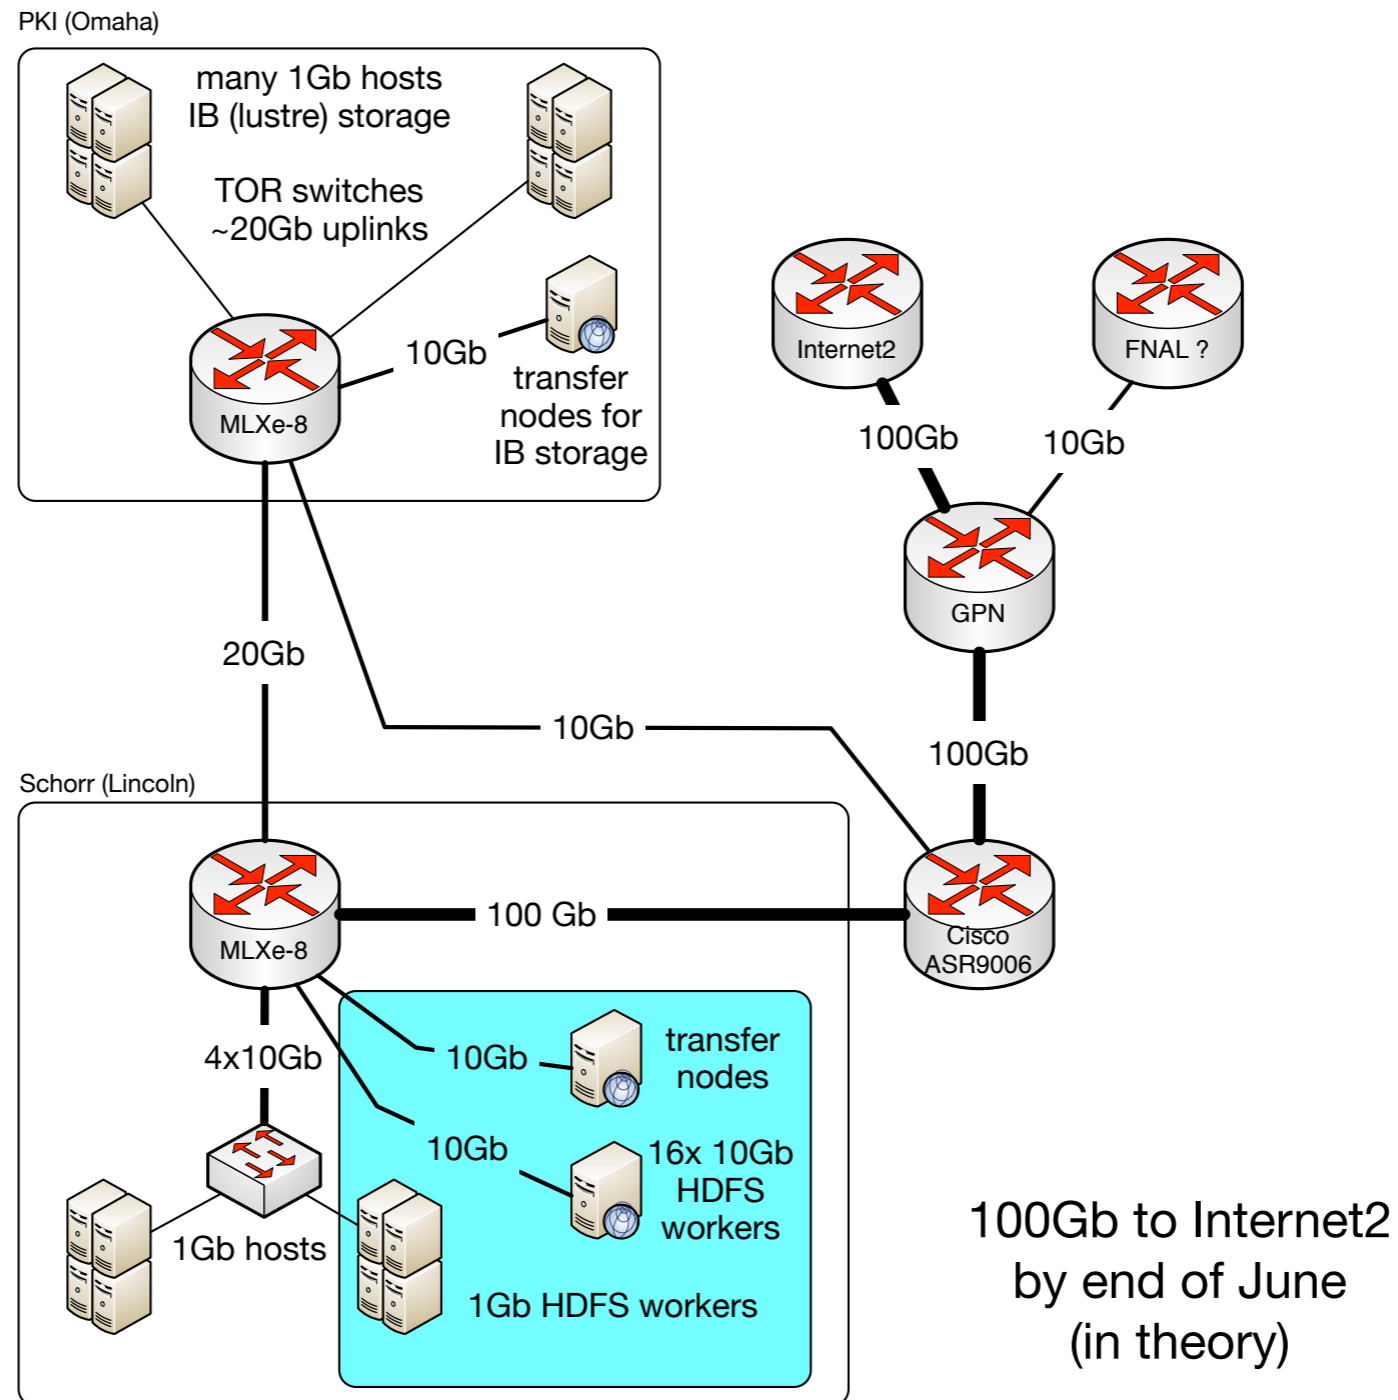 PKI (Omaha)
many 1Gb hosts
IB (lustre) storage
TOR switches
~20Gb uplinks
MLXe-8
10Gb
transfer
nodes for
IB storage
Internet2
FNAL ?
100Gb
10Gb
GPN
20Gb
10Gb
100Gb
Schorr (Lincoln)
MLXe-8
100 Gb
Cisco
ASR9006
4x10Gb
10Gb
transfer
nodes
10Gb
16x 10Gb
HDFS
workers
1Gb hosts
1Gb HDFS workers
100Gb to Internet2
by end of June
(in theory)